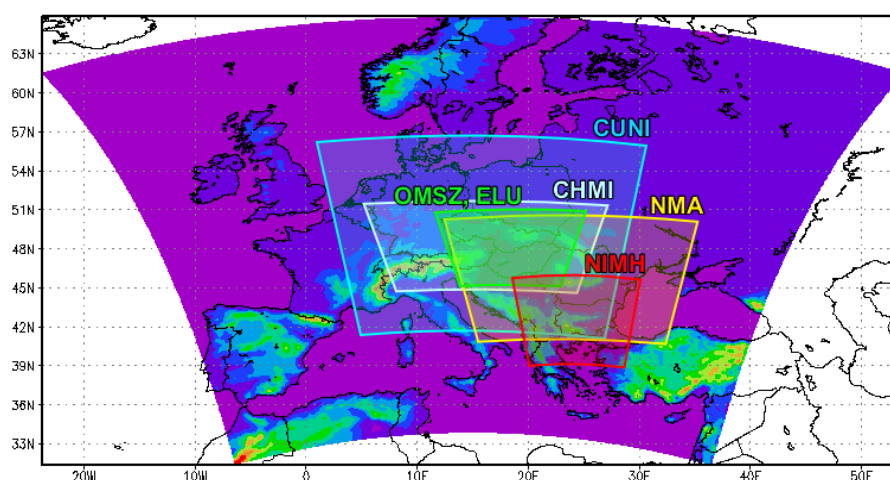 63N
60N
57N
54N
51N
48N
45N
42N
39N
36N
33N
CUNI
OMSZ, ELU
CHMI
NMA
NIMH
20W
10W
0
10E
20E
30E
40E
50E